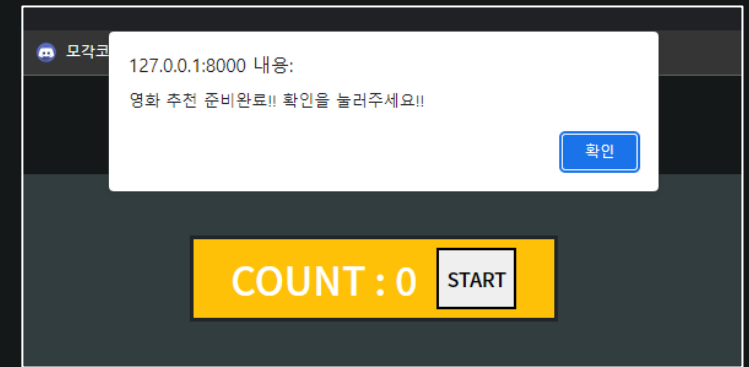 모각코
127.0.0.1:8000 내용:
영화 추천 준비완료!! 확인을 눌러주세요!!
확인
COUNT : 0
START